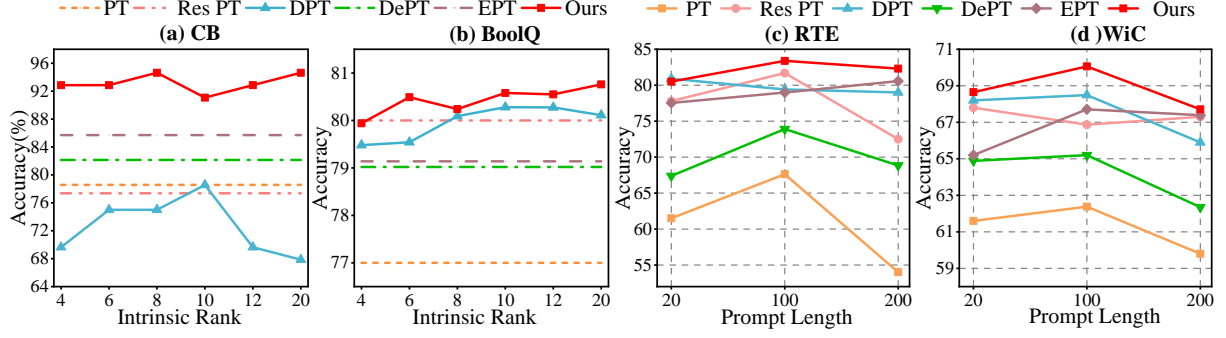 PT Res PT DPT DePT EPT Ours
PT Res PT DPT DePT EPT Ours
(a) CB
(b) BoolQ
(c) RTE
(d )WiC
Accuracy(%)
96
92
88
84
80
76
72
68
64
4 6 8 10 12 20
Intrinsic Rank
Accuracy
81
80
79
78
77
4 6 8 10 12 20
Intrinsic Rank
Accuracy
85
80
75
70
65
60
55
20 100 200
Prompt Length
Accuracy
71
69
67
65
63
61
59
20 100 200
Prompt Length